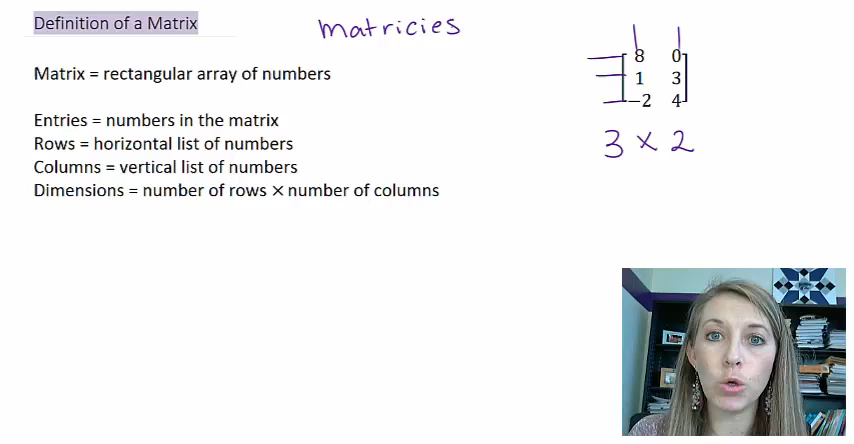 Definition of a Matrix
matricies
Matrix = rectangular array of numbers
Entries = numbers in the matrix
Rows = horizontal list of numbers
Columns = vertical list of numbers
Dimensions = number of rows × number of columns
8 0
1 3
−2 4
3 × 2